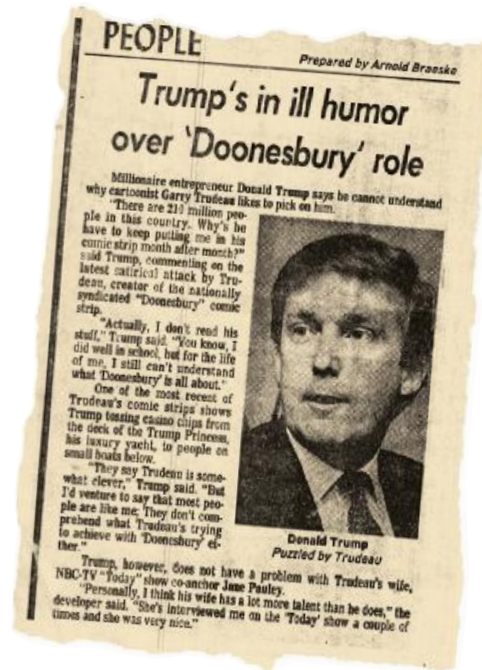 PEOPLE
Prepared by Arnold Braeske
Trump's in ill humor
over 'Doonesbury' role
Millionaire entrepreneur Donald Trump says he cannot understand
why cartoonist Garry Trudeau likes to pick on him.
"There are 210 million peo-
ple in this country. Why's he
have to keep putting me in his
comic strip month after month?"
said Trump, commenting on the
latest satirical attack by Tru-
deau, creator of the nationally
syndicated "Doonesbury" comic
strip.
"Actually, I don't read his
stuff," Trump said. "You know, I
did well in school, but for the life
of me, I still can't understand
what 'Doonesbury' is all about."
One of the most recent of
Trudeau's comic strips shows
Trump tossing casino chips from
the deck of the Trump Princess,
his luxury yacht, to people on
small boats below.
"They say Trudeau is some-
what clever," Trump said. "But
I'd venture to say that most peo-
ple are like me; They don't com-
prehend what Trudeau's trying
to achieve with 'Doonesbury' ei-
ther."
Donald Trump
Puzzled by Trudeau
Trump, however, does not have a problem with Trudeau's wife,
NBC-TV "Today" show co-anchor Jane Pauley.
"Personally, I think his wife has a lot more talent than he does," the
developer said. "She's interviewed me on the 'Today' show a couple of
times and she was very nice."